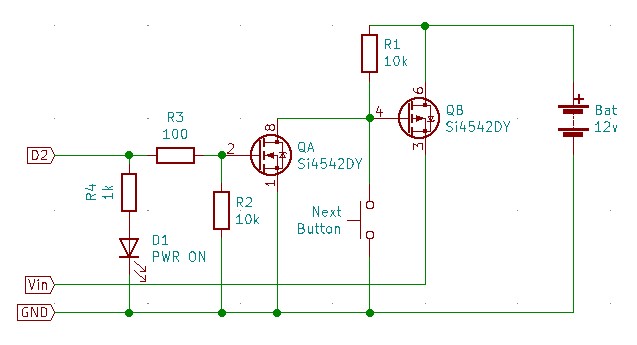 R1
10k
6
QB
Si4542DY
4
3
Bat
12v
+
R3
100
8
QA
Si4542DY
2
1
D2
R4
1k
R2
10k
Next
Button
D1
PWR ON
Vin
GND